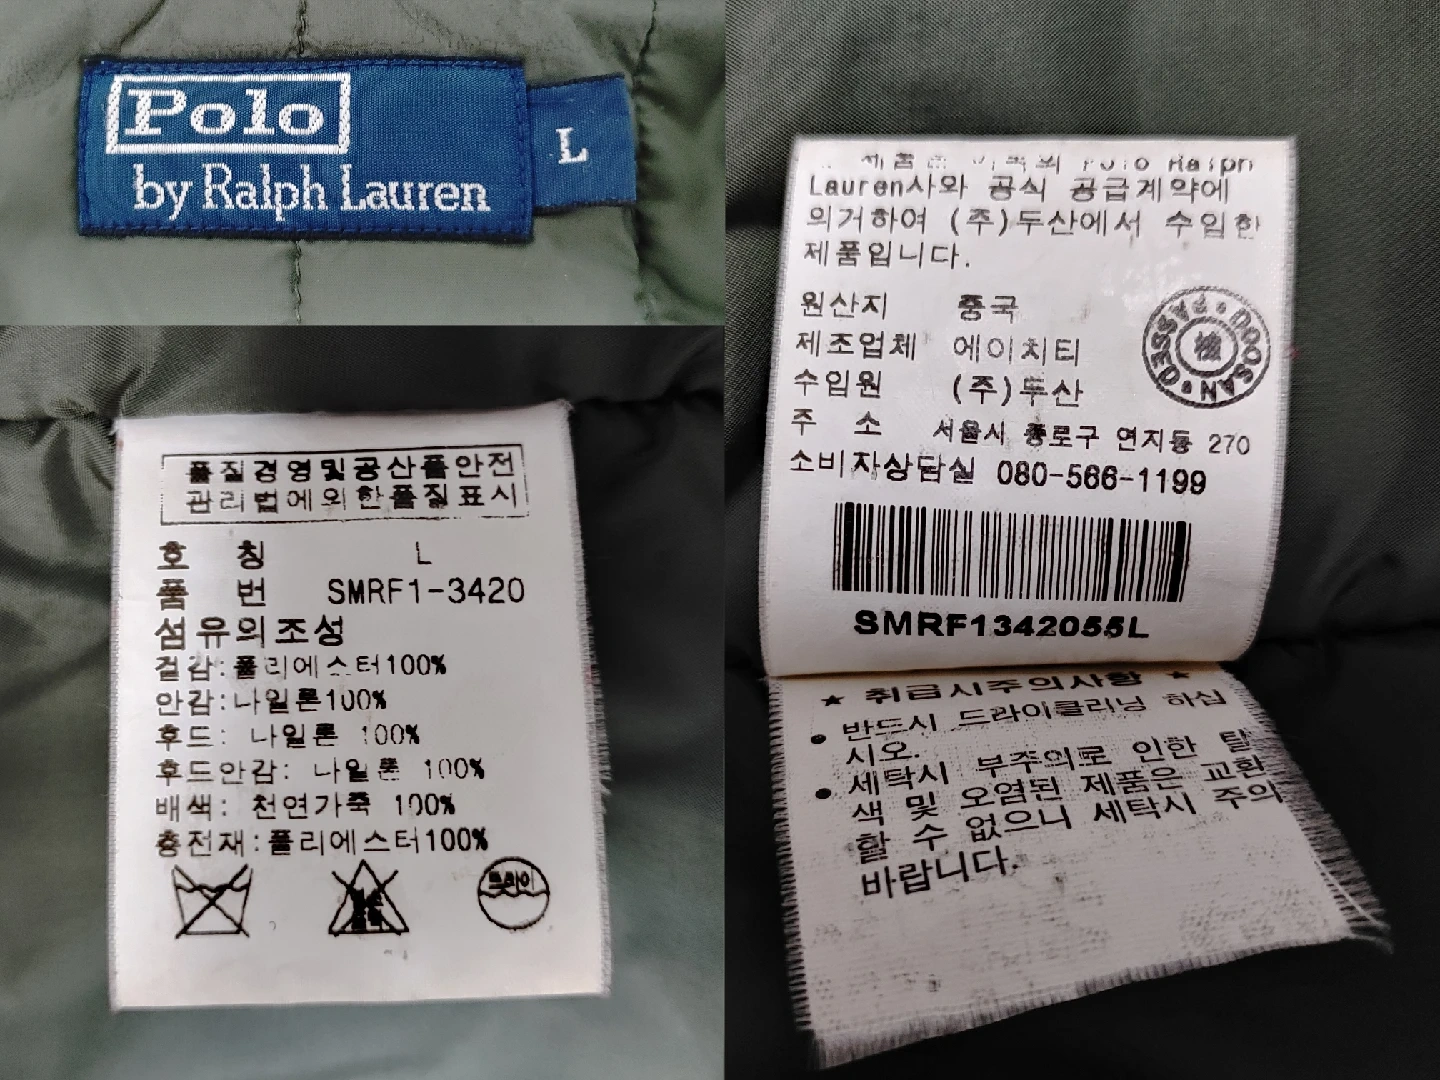 Polo
by Ralph Lauren
L
품질경영및공산품안전
관리법에의한품질표시
호 칭 L
품 번 SMRF1-3420
섬유의조성
겉감:폴리에스터100%
안감:나일론100%
후드: 나일론 100%
후드안감: 나일론 100%
배색: 천연가죽 100%
충전재:폴리에스터100%
드라이
제품은 미국의 Polo Ralph
Lauren사와 공식 공급계약에
의거하여 (주)두산에서 수입한
제품입니다.
원산지 중국
제조업체 에이치티
수입원 (주)두산
주 소 서울시 종로구 연지동 270
소비자상담실 080-566-1199
DOOSAN PASSED
SMRF1342055L
★ 취급시주의사항 ★
● 반드시 드라이클리닝 하십
시오.
● 세탁시 부주의로 인한 탈
색 및 오염된 제품은 교환
할 수 없으니 세탁시 주의
바랍니다.